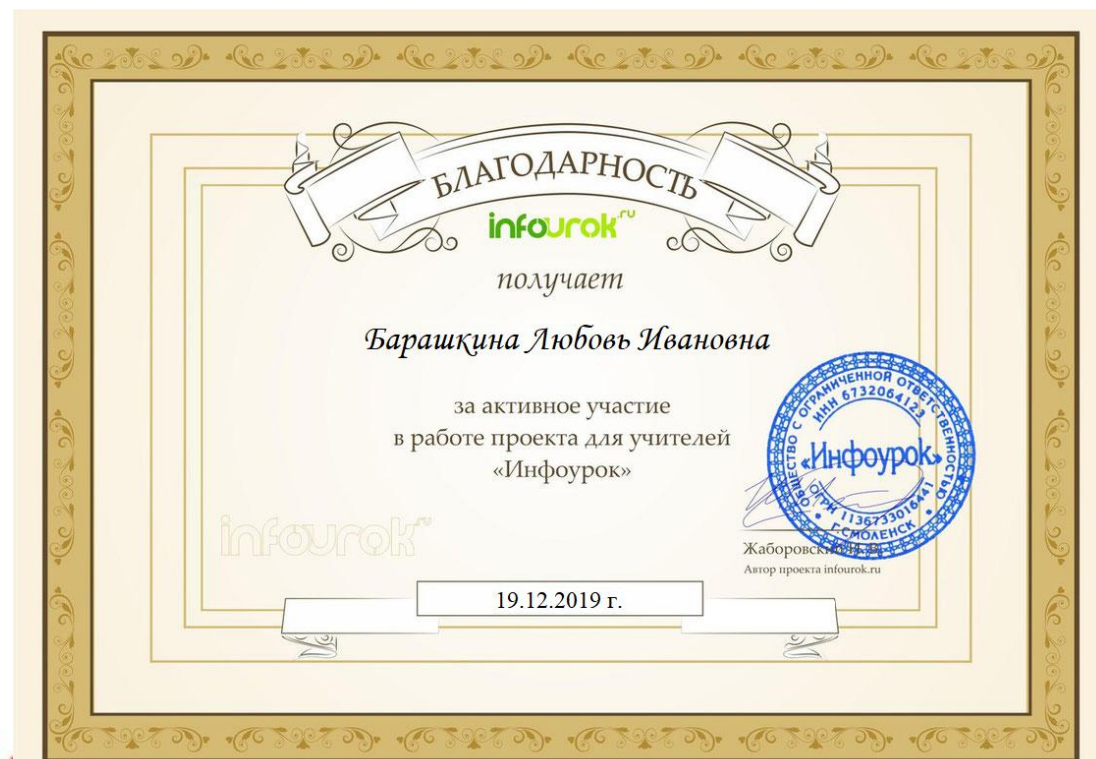 БЛАГОДАРНОСТЬ
infourok.ru
получает
Барашкина Любовь Ивановна
за активное участие
в работе проекта для учителей
«Инфоурок»
ОБЩЕСТВО С ОГРАНИЧЕННОЙ ОТВЕТСТВЕННОСТЬЮ
ИНН 6732064123
«Инфоурок»
ОГРН 1136733016441
Г.СМОЛЕНСК
infourok.ru
Жаборовский
Автор проекта infourok.ru
19.12.2019 г.